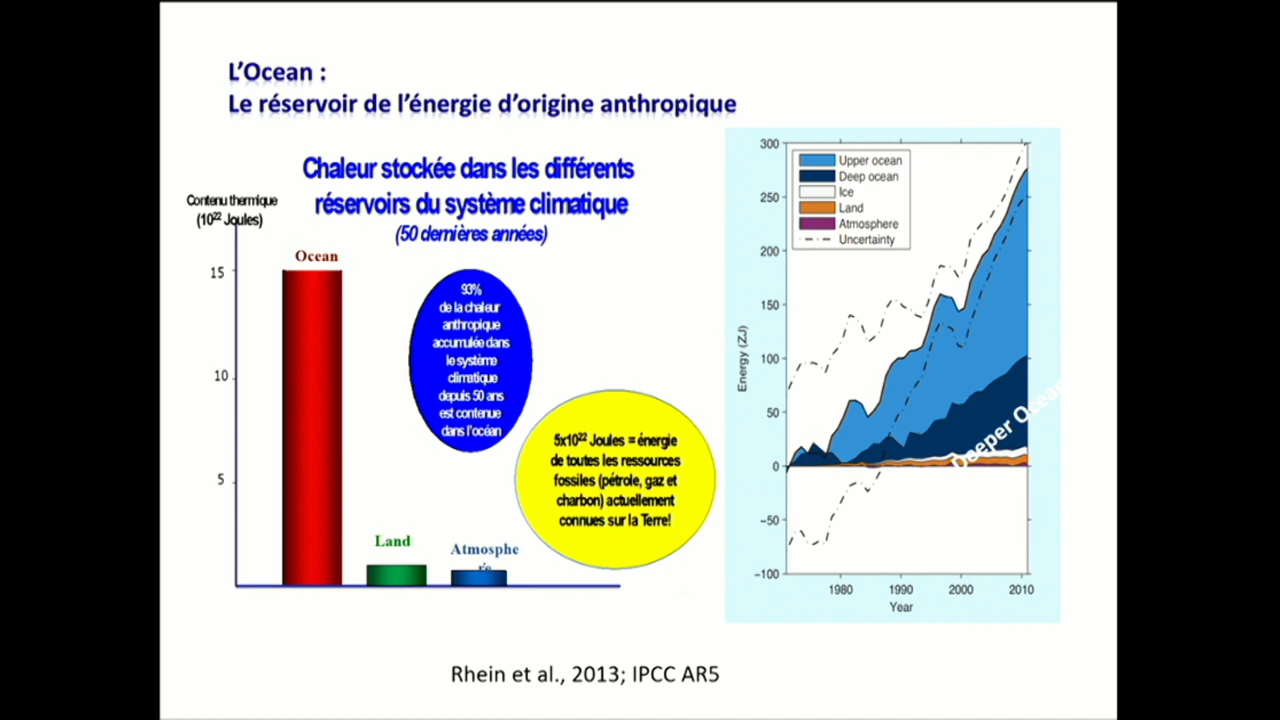 L’Ocean :
Le réservoir de l’énergie d’origine anthropique
Chaleur stockée dans les différents
réservoirs du système climatique
(50 dernières années)
Contenu thermique
(10²² Joules)
15
10
5
Ocean
Land
Atmosphe
re
93%
de la chaleur
anthropique
accumulée dans
le système
climatique
depuis 50 ans
est contenue
dans l’océan
5x10²² Joules = énergie
de toutes les ressources
fossiles (pétrole, gaz et
charbon) actuellement
connues sur la Terre!
300
250
200
150
100
50
0
−50
−100
Energy (ZJ)
Upper ocean
Deep ocean
Ice
Land
Atmosphere
Uncertainty
Deeper Ocean
1980
1990
2000
2010
Year
Rhein et al., 2013; IPCC AR5